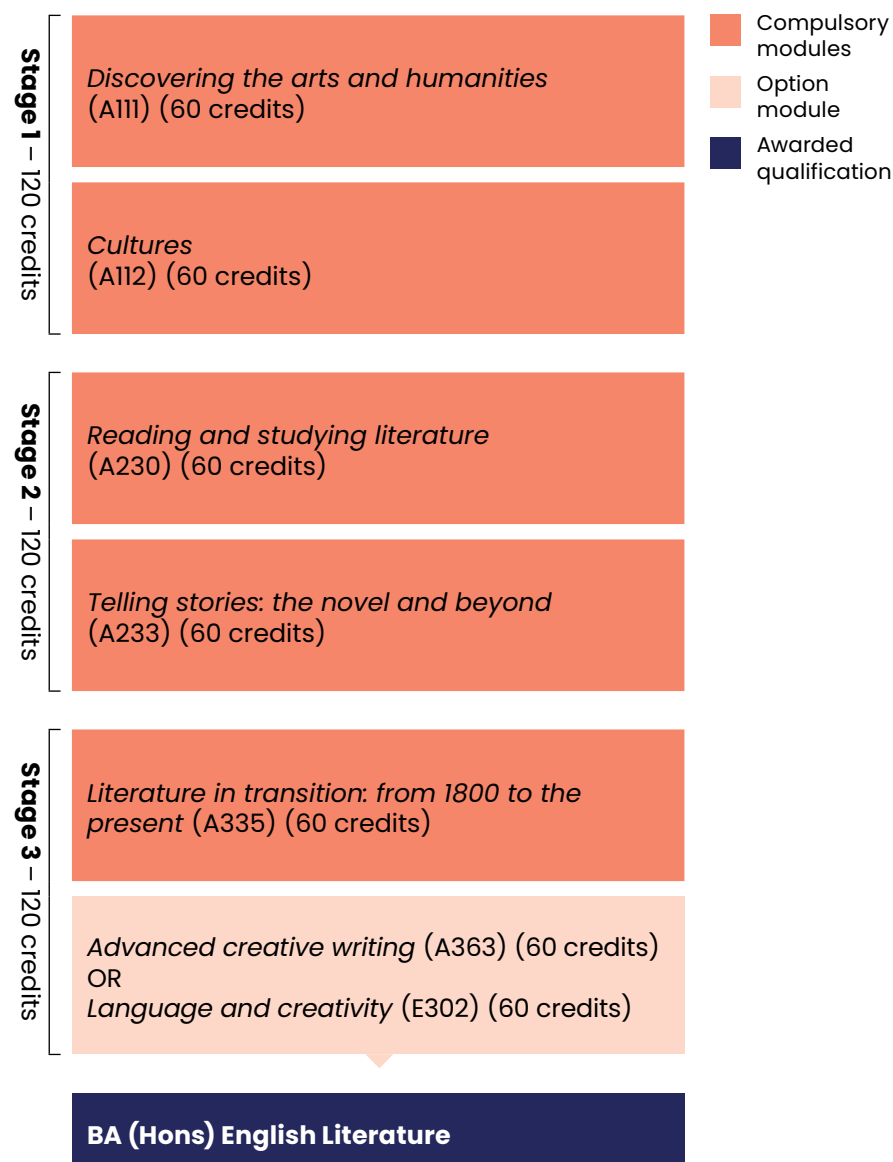 Stage 1 – 120 credits
Discovering the arts and humanities
(A111) (60 credits)
Cultures
(A112) (60 credits)
Stage 2 – 120 credits
Reading and studying literature
(A230) (60 credits)
Telling stories: the novel and beyond
(A233) (60 credits)
Stage 3 – 120 credits
Literature in transition: from 1800 to the
present (A335) (60 credits)
Advanced creative writing (A363) (60 credits)
OR
Language and creativity (E302) (60 credits)
BA (Hons) English Literature
Compulsory
modules
Option
module
Awarded
qualification